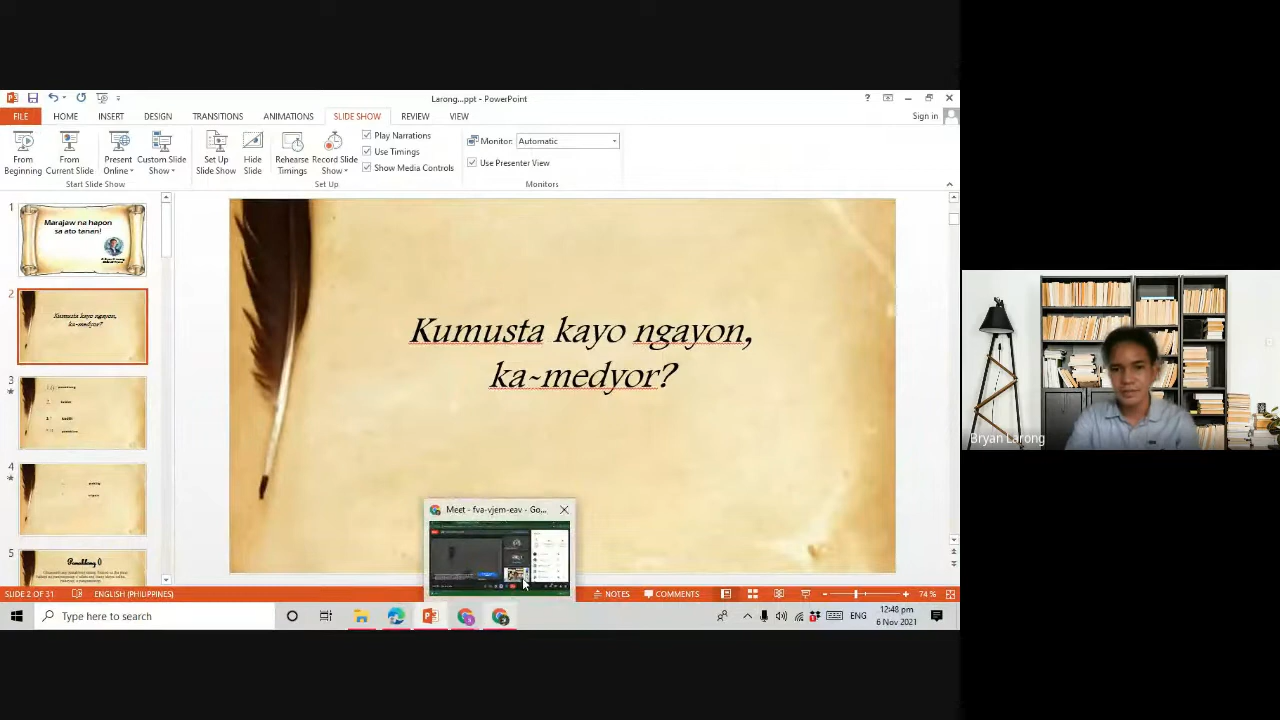 Larong...ppt - PowerPoint
FILE HOME INSERT DESIGN TRANSITIONS ANIMATIONS SLIDE SHOW REVIEW VIEW Sign in
From Beginning
From Current Slide
Present Online
Custom Slide Show
Set Up Slide Show
Hide Slide
Rehearse Timings
Record Slide Show
Play Narrations
Use Timings
Show Media Controls
Monitor: Automatic
Use Presenter View
Start Slide Show Set Up Monitors
1
Marajaw na hapon
sa ato tanan!
2
Kumusta kayo ngayon,
ka-medyor?
3
4
5
Kumusta kayo ngayon,
ka-medyor?
Bryan Larong
Meet - fva-vjem-eav - Go...
SLIDE 2 OF 31 ENGLISH (PHILIPPINES) NOTES COMMENTS 74 %
Type here to search
ENG
12:48 pm
6 Nov 2021